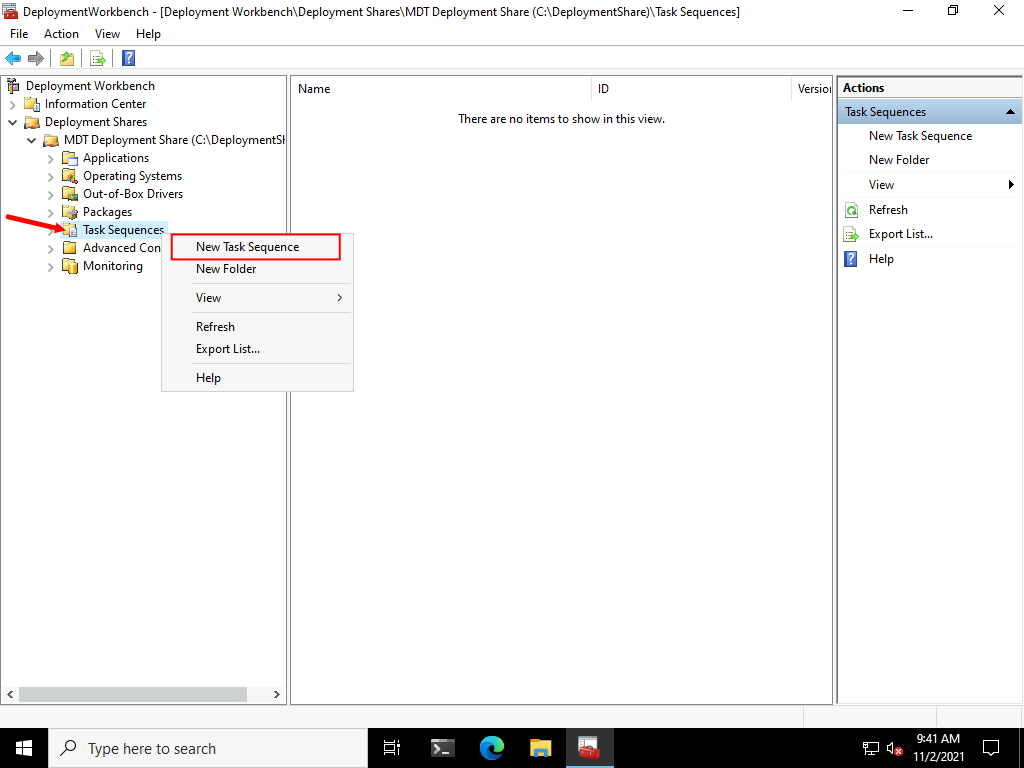 DeploymentWorkbench - [Deployment Workbench\Deployment Shares\MDT Deployment Share (C:\DeploymentShare)\Task Sequences]
File Action View Help
Deployment Workbench
Information Center
Deployment Shares
MDT Deployment Share (C:\DeploymentSh
Applications
Operating Systems
Out-of-Box Drivers
Packages
Task Sequences
Advanced Con
Monitoring
New Task Sequence
New Folder
View
Refresh
Export List...
Help
Name ID Version
There are no items to show in this view.
Actions
Task Sequences
New Task Sequence
New Folder
View
Refresh
Export List...
Help
Type here to search
9:41 AM
11/2/2021